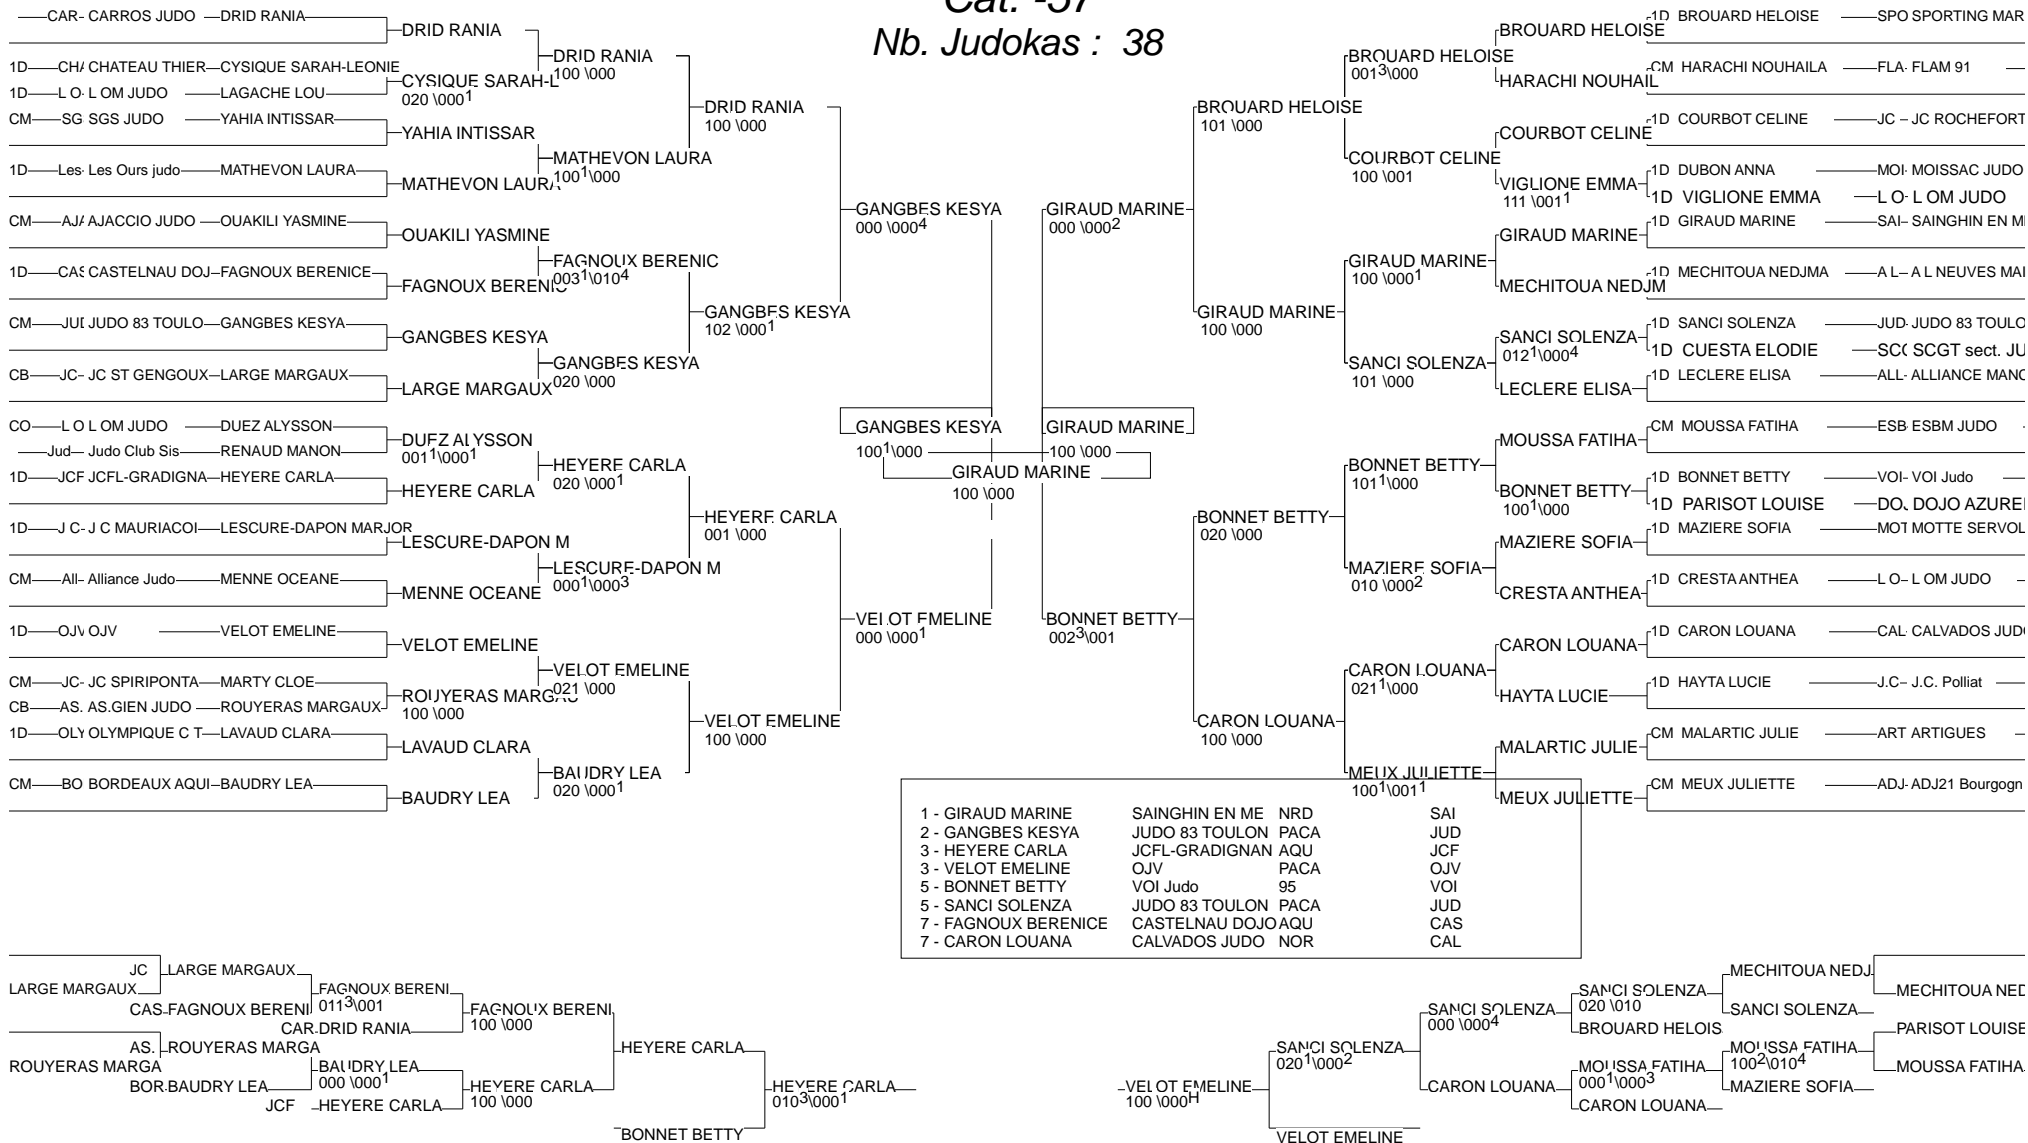 Cat. -57
Nb. Judokas : 38
CAR CARROS JUDO DRID RANIA
1D CHA CHATEAU THIER CYSIQUE SARAH-LEONIE
1D L O L OM JUDO LAGACHE LOU
CM SG SGS JUDO YAHIA INTISSAR
1D Les Les Ours judo MATHEVON LAURA
CM AJA AJACCIO JUDO OUAKILI YASMINE
1D CAS CASTELNAU DOJ FAGNOUX BERENICE
CM JUD JUDO 83 TOULO GANGBES KESYA
CB JC JC ST GENGOUX LARGE MARGAUX
CO L O L OM JUDO DUEZ ALYSSON
Jud Judo Club Sis RENAUD MANON
1D JCF JCFL-GRADIGNA HEYERE CARLA
1D J C J C MAURIACOI LESCURE-DAPON MARJOR
CM All Alliance Judo MENNE OCEANE
1D OJV OJV VELOT EMELINE
CM JC JC SPIRIPONTA MARTY CLOE
CB AS. AS.GIEN JUDO ROUYERAS MARGAUX
1D OLY OLYMPIQUE C T LAVAUD CLARA
CM BO BORDEAUX AQUI BAUDRY LEA
DRID RANIA
CYSIQUE SARAH-L
020 \0001
YAHIA INTISSAR
MATHEVON LAURA
OUAKILI YASMINE
FAGNOUX BERENIC
GANGBES KESYA
LARGE MARGAUX
DUEZ ALYSSON
0011\0001
HEYERE CARLA
LESCURE-DAPON M
MENNE OCEANE
VELOT EMELINE
ROUYERAS MARGAU
100 \000
LAVAUD CLARA
BAUDRY LEA
DRID RANIA
100 \000
MATHEVON LAURA
1001\000
FAGNOUX BERENIC
0031\0104
GANGBES KESYA
020 \000
HEYERE CARLA
020 \0001
LESCURE-DAPON M
0001\0003
VELOT EMELINE
021 \000
BAUDRY LEA
020 \0001
DRID RANIA
100 \000
GANGBES KESYA
102 \0001
HEYERE CARLA
001 \000
VELOT EMELINE
100 \000
GANGBES KESYA
000 \0004
VELOT EMELINE
000 \0001
GANGBES KESYA
1001\000
GIRAUD MARINE
100 \000
GIRAUD MARINE
100 \000
GIRAUD MARINE
000 \0002
BONNET BETTY
0023\001
BROUARD HELOISE
101 \000
GIRAUD MARINE
100 \000
BONNET BETTY
020 \000
CARON LOUANA
100 \000
BROUARD HELOISE
0013\000
COURBOT CELINE
100 \001
GIRAUD MARINE
100 \0001
SANCI SOLENZA
101 \000
BONNET BETTY
1011\000
MAZIERE SOFIA
010 \0002
CARON LOUANA
0211\000
MEUX JULIETTE
1001\0011
BROUARD HELOISE
HARACHI NOUHAIL
COURBOT CELINE
VIGLIONE EMMA
111 \0011
GIRAUD MARINE
MECHITOUA NEDJM
SANCI SOLENZA
0121\0004
LECLERE ELISA
MOUSSA FATIHA
BONNET BETTY
1001\000
MAZIERE SOFIA
CRESTA ANTHEA
CARON LOUANA
HAYTA LUCIE
MALARTIC JULIE
MEUX JULIETTE
1D BROUARD HELOISE SPO SPORTING MAR
CM HARACHI NOUHAILA FLA FLAM 91
1D COURBOT CELINE JC JC ROCHEFORT
1D DUBON ANNA MOI MOISSAC JUDO
1D VIGLIONE EMMA L O L OM JUDO
1D GIRAUD MARINE SAI SAINGHIN EN M
1D MECHITOUA NEDJMA A L A L NEUVES MAI
1D SANCI SOLENZA JUD JUDO 83 TOULO
1D CUESTA ELODIE SCG SCGT sect. JU
1D LECLERE ELISA ALL ALLIANCE MANC
CM MOUSSA FATIHA ESB ESBM JUDO
1D BONNET BETTY VOI VOI Judo
1D PARISOT LOUISE DOJ DOJO AZUREE
1D MAZIERE SOFIA MOT MOTTE SERVOL
1D CRESTA ANTHEA L O L OM JUDO
1D CARON LOUANA CAL CALVADOS JUDO
1D HAYTA LUCIE J.C J.C. Polliat
CM MALARTIC JULIE ART ARTIGUES
CM MEUX JULIETTE ADJ ADJ21 Bourgogn
1 - GIRAUD MARINE SAINGHIN EN ME NRD SAI
2 - GANGBES KESYA JUDO 83 TOULON PACA JUD
3 - HEYERE CARLA JCFL-GRADIGNAN AQU JCF
3 - VELOT EMELINE OJV PACA OJV
5 - BONNET BETTY VOI Judo 95 VOI
5 - SANCI SOLENZA JUDO 83 TOULON PACA JUD
7 - FAGNOUX BERENICE CASTELNAU DOJO AQU CAS
7 - CARON LOUANA CALVADOS JUDO NOR CAL
LARGE MARGAUX
ROUYERAS MARGA
JC LARGE MARGAUX
CAS FAGNOUX BERENI
AS. ROUYERAS MARGA
BOR BAUDRY LEA
FAGNOUX BERENI
0113\001
CAR DRID RANIA
BAUDRY LEA
000 \0001
JCF HEYERE CARLA
FAGNOUX BERENI
100 \000
HEYERE CARLA
100 \000
HEYERE CARLA
BONNET BETTY
HEYERE CARLA
0103\0001
VELOT EMELINE
100 \000H
SANCI SOLENZA
0201\0002
VELOT EMELINE
SANCI SOLENZA
000 \0004
CARON LOUANA
SANCI SOLENZA
020 \010
BROUARD HELOIS
MOUSSA FATIHA
0001\0003
CARON LOUANA
MECHITOUA NEDJ
SANCI SOLENZA
MOUSSA FATIHA
1002\0104
MAZIERE SOFIA
MECHITOUA NED
PARISOT LOUISE
MOUSSA FATIHA